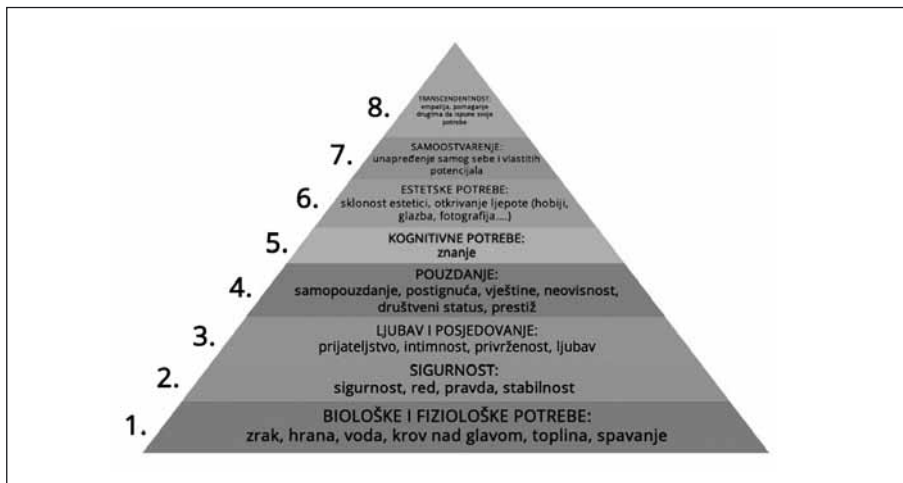 8.
TRANSCENDENTNOST:
empatija, pomaganje
drugima da ispune svoje
potrebe
7.
SAMOOSTVARENJE:
unapređenje samog sebe i vlastitih
potencijala
6.
ESTETSKE POTREBE:
sklonost estetici, otkrivanje ljepote (hobiji,
glazba, fotografija....)
5.
KOGNITIVNE POTREBE:
znanje
4.
POUZDANJE:
samopouzdanje, postignuća, vještine, neovisnost,
društveni status, prestiž
3.
LJUBAV I POSJEDOVANJE:
prijateljstvo, intimnost, privrženost, ljubav
2.
SIGURNOST:
sigurnost, red, pravda, stabilnost
1.
BIOLOŠKE I FIZIOLOŠKE POTREBE:
zrak, hrana, voda, krov nad glavom, toplina, spavanje